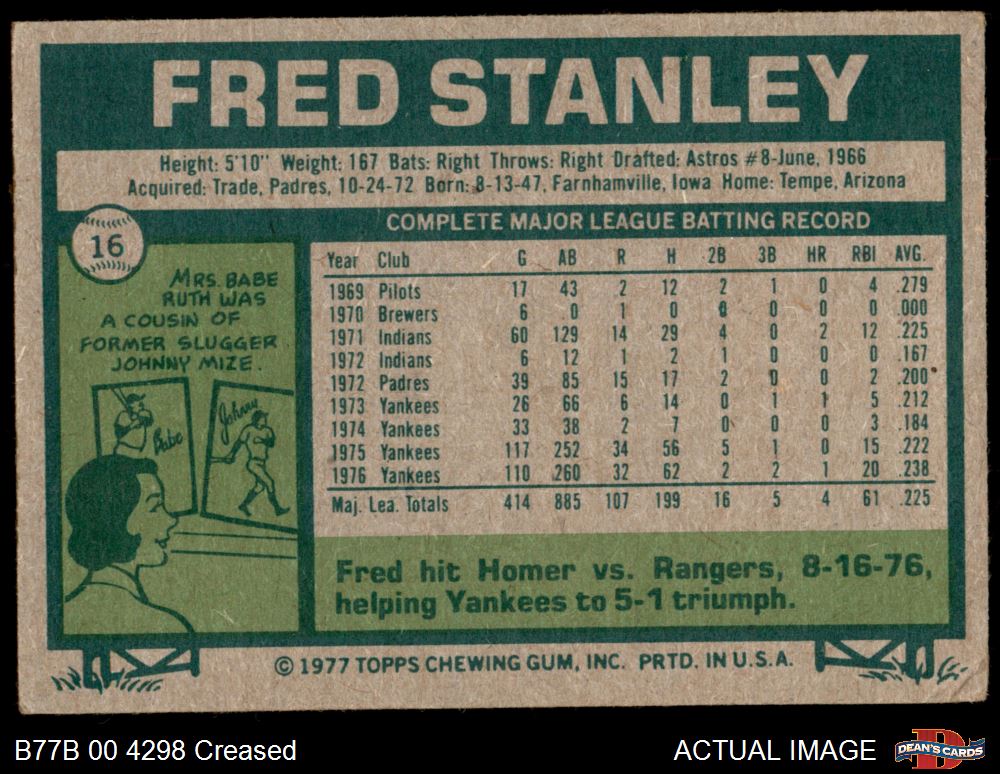 FRED STANLEY
Height: 5'10" Weight: 167 Bats: Right Throws: Right Drafted: Astros #8-June, 1966
Acquired: Trade, Padres, 10-24-72 Born: 8-13-47, Farnhamville, Iowa Home: Tempe, Arizona
16
MRS. BABE
RUTH WAS
A COUSIN OF
FORMER SLUGGER
JOHNNY MIZE.
Babe
Johnny
COMPLETE MAJOR LEAGUE BATTING RECORD
Year Club G AB R H 2B 3B HR RBI AVG.
1969 Pilots 17 43 2 12 2 1 0 4 .279
1970 Brewers 6 0 1 0 0 0 0 0 .000
1971 Indians 60 129 14 29 4 0 2 12 .225
1972 Indians 6 12 1 2 1 0 0 0 .167
1972 Padres 39 85 15 17 2 0 0 2 .200
1973 Yankees 26 66 6 14 0 1 1 5 .212
1974 Yankees 33 38 2 7 0 0 0 3 .184
1975 Yankees 117 252 34 56 5 1 0 15 .222
1976 Yankees 110 260 32 62 2 2 1 20 .238
Maj. Lea. Totals 414 885 107 199 16 5 4 61 .225
Fred hit Homer vs. Rangers, 8-16-76,
helping Yankees to 5-1 triumph.
© 1977 TOPPS CHEWING GUM, INC. PRTD. IN U.S.A.
B77B 00 4298 Creased
ACTUAL IMAGE
D
DEAN'S CARDS